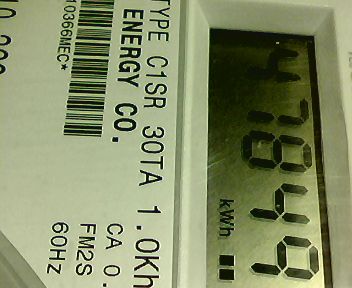 47849
kWh
TYPE C1SR 30TA 1.0Kh
ENERGY CO. CA 0.
FM2S
10366MEC* 60Hz